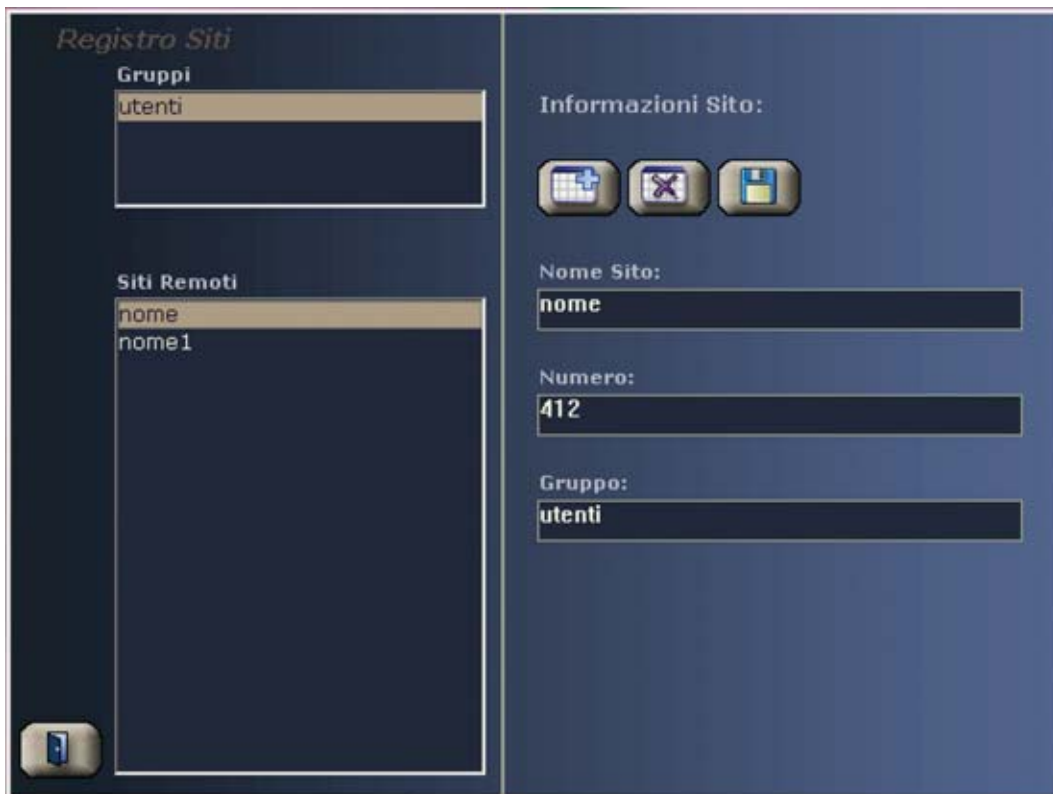 Registro Siti
Gruppi
utenti
Siti Remoti
nome
nome1
Informazioni Sito:
Nome Sito:
nome
Numero:
412
Gruppo:
utenti